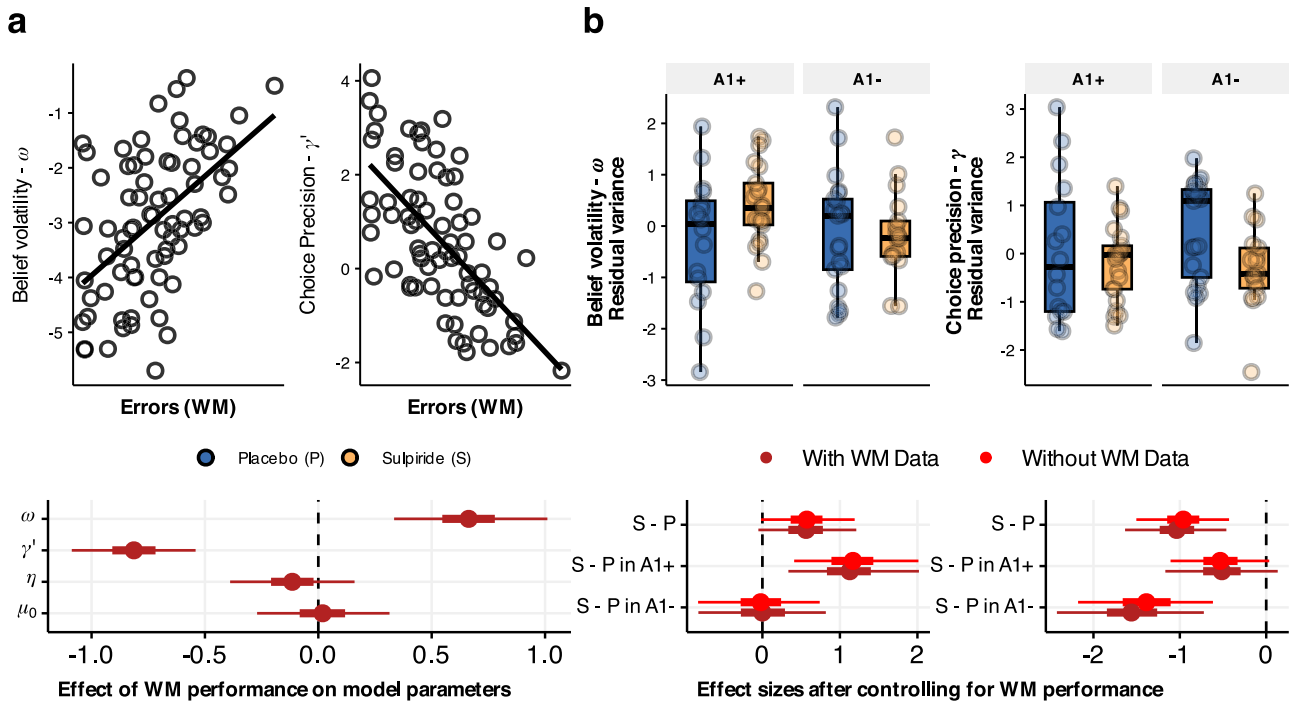 a
b
Belief volatility - ω
-1
-2
-3
-4
-5
Errors (WM)
Choice Precision - γ'
4
2
0
-2
Errors (WM)
Placebo (P)
Sulpiride (S)
ω
γ'
η
μ0
-1.0
-0.5
0.0
0.5
1.0
Effect of WM performance on model parameters
A1+
A1-
Belief volatility - ω
Residual variance
2
1
0
-1
-2
-3
A1+
A1-
Choice precision - γ
Residual variance
3
2
1
0
-1
-2
With WM Data
Without WM Data
S - P
S - P in A1+
S - P in A1-
0
1
2
S - P
S - P in A1+
S - P in A1-
-2
-1
0
Effect sizes after controlling for WM performance